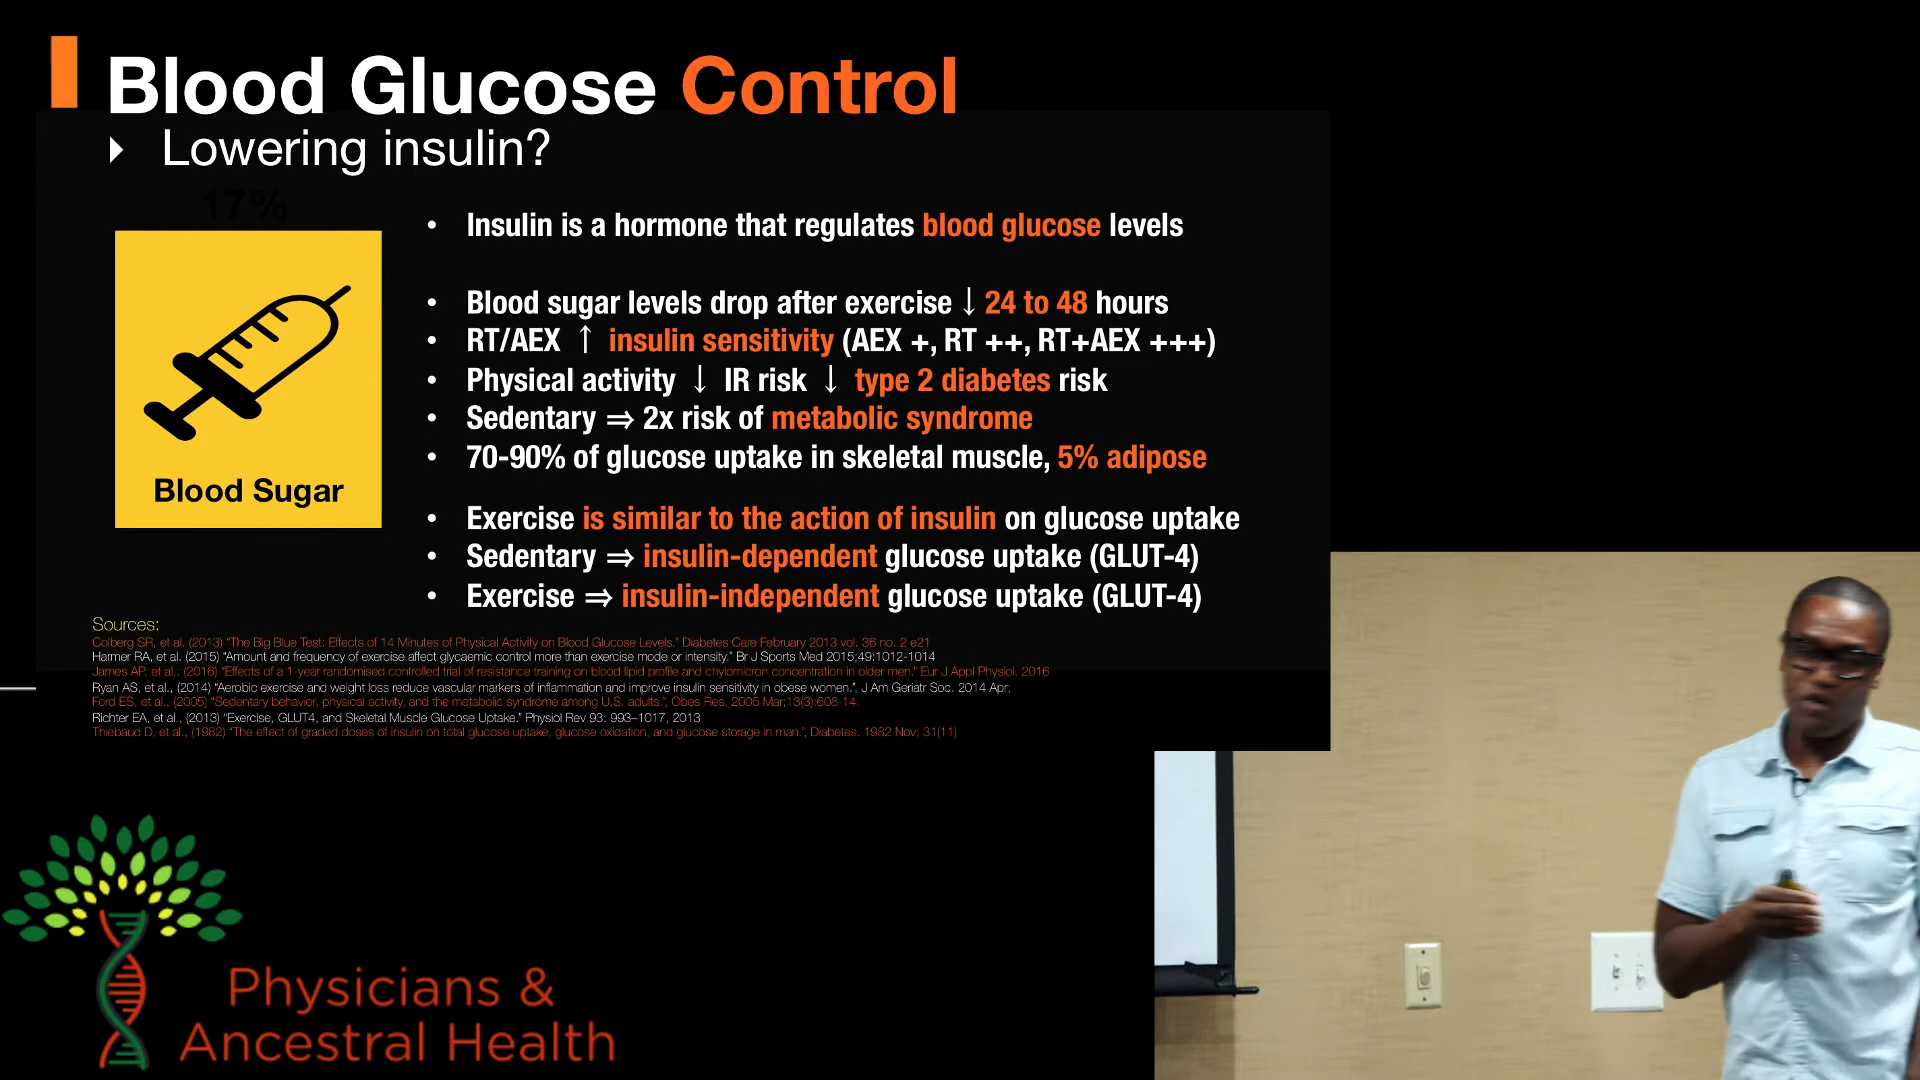 Blood Glucose Control
Lowering insulin?
17%
Blood Sugar
• Insulin is a hormone that regulates blood glucose levels
• Blood sugar levels drop after exercise ↓ 24 to 48 hours
• RT/AEX ↑ insulin sensitivity (AEX +, RT ++, RT+AEX +++)
• Physical activity ↓ IR risk ↓ type 2 diabetes risk
• Sedentary ⇒ 2x risk of metabolic syndrome
• 70-90% of glucose uptake in skeletal muscle, 5% adipose
• Exercise is similar to the action of insulin on glucose uptake
• Sedentary ⇒ insulin-dependent glucose uptake (GLUT-4)
• Exercise ⇒ insulin-independent glucose uptake (GLUT-4)
Sources:
Colberg SR, et al. (2013) "The Big Blue Test: Effects of 14 Minutes of Physical Activity on Blood Glucose Levels." Diabetes Care February 2013 vol. 36 no. 2 e21
Harmer RA, et al. (2015) "Amount and frequency of exercise affect glycaemic control more than exercise mode or intensity." Br J Sports Med 2015;49:1012-1014
James AP, et al., (2016) "Effects of a 1-year randomised controlled trial of resistance training on blood lipid profile and chylomicron concentration in older men." Eur J Appl Physiol. 2016
Ryan AS, et al., (2014) "Aerobic exercise and weight loss reduce vascular markers of inflammation and improve insulin sensitivity in obese women.", J Am Geriatr Soc. 2014 Apr;
Ford ES, et al., (2005) "Sedentary behavior, physical activity, and the metabolic syndrome among U.S. adults.", Obes Res. 2005 Mar;13(3):608-14.
Richter EA, et al., (2013) "Exercise, GLUT4, and Skeletal Muscle Glucose Uptake." Physiol Rev 93: 993–1017, 2013
Thiebaud D, et al., (1982) "The effect of graded doses of insulin on total glucose uptake, glucose oxidation, and glucose storage in man.", Diabetes. 1982 Nov; 31(11)
Physicians &
Ancestral Health